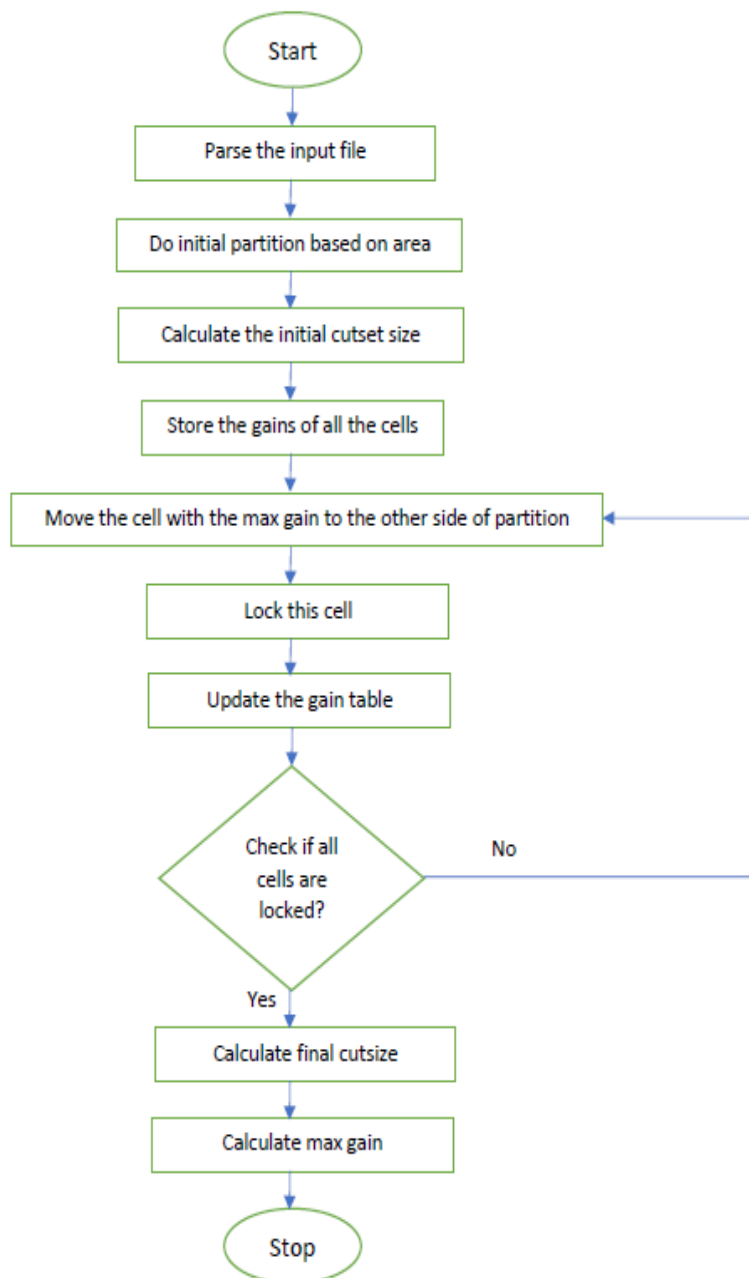 Start
Parse the input file
Do initial partition based on area
Calculate the initial cutset size
Store the gains of all the cells
Move the cell with the max gain to the other side of partition
Lock this cell
Update the gain table
Check if all
cells are
locked?
No
Yes
Calculate final cutsize
Calculate max gain
Stop